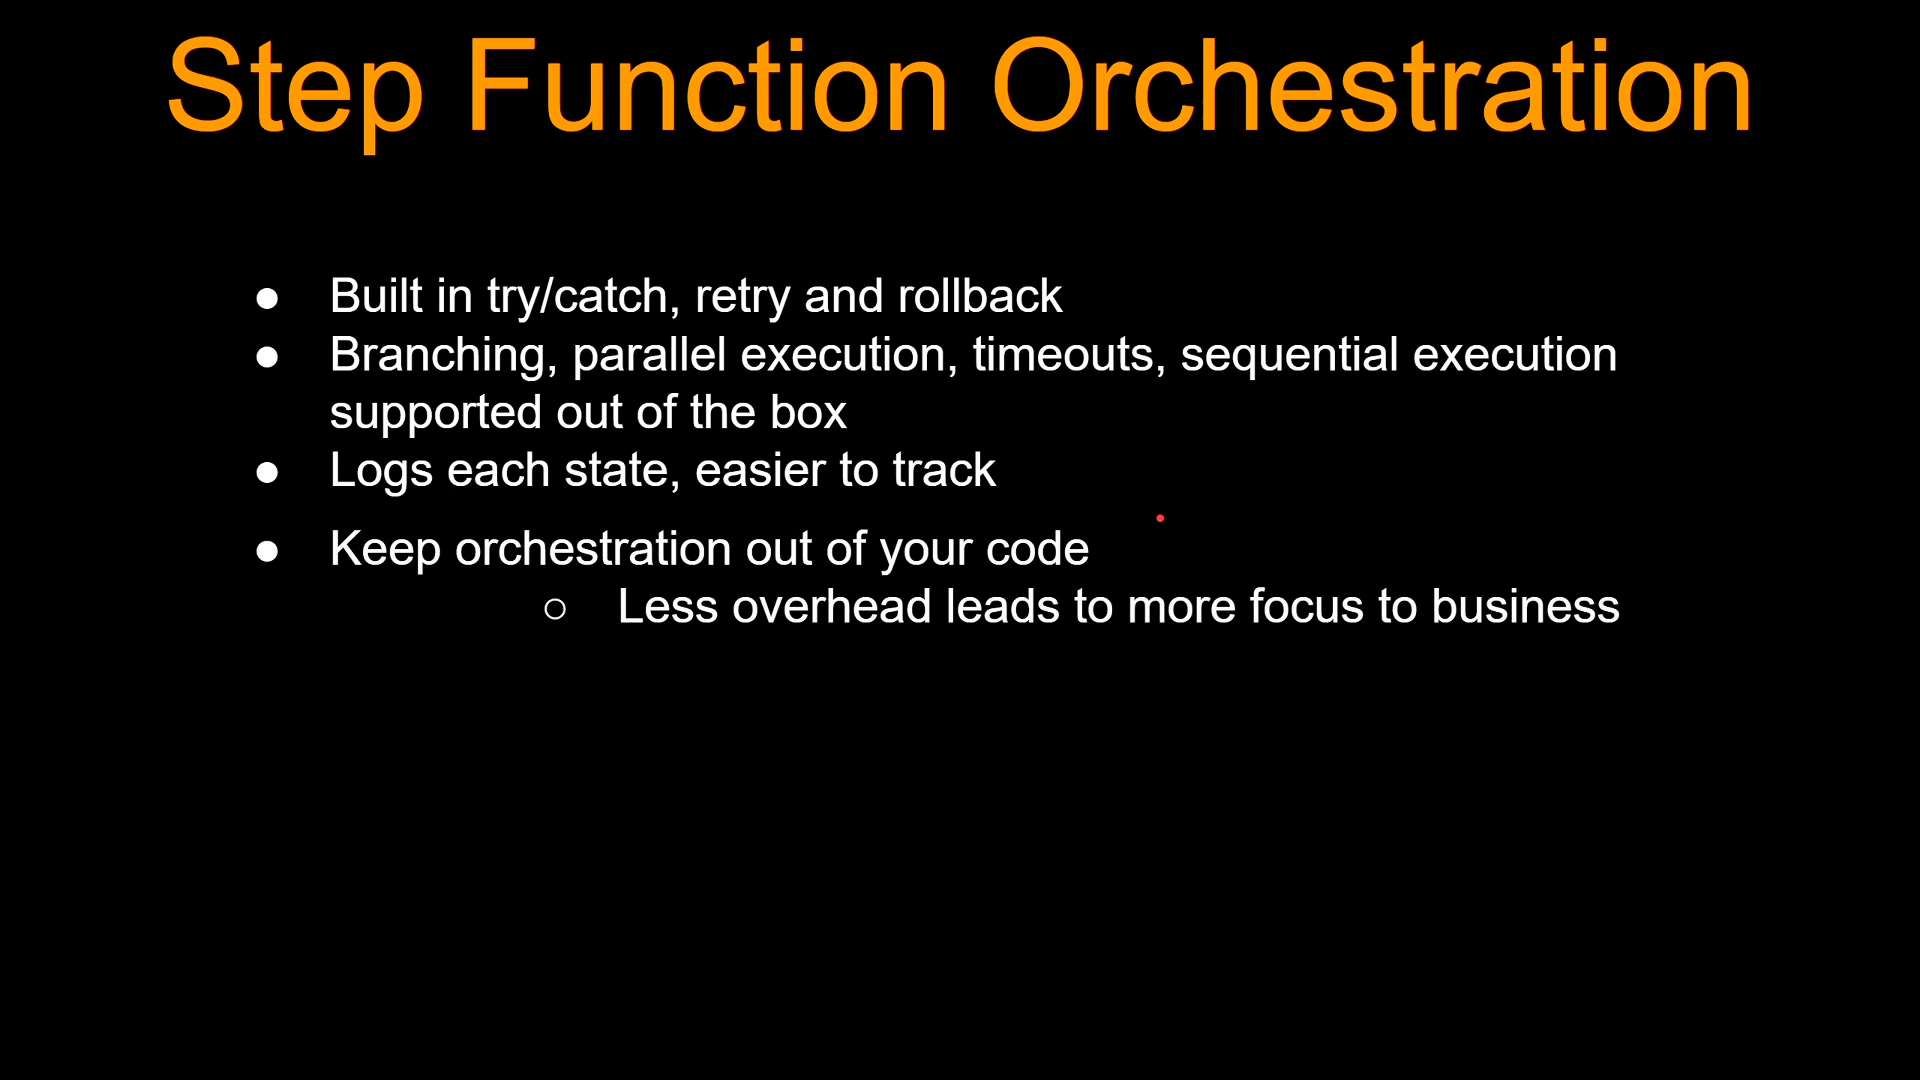 Step Function Orchestration
● Built in try/catch, retry and rollback
● Branching, parallel execution, timeouts, sequential execution
supported out of the box
● Logs each state, easier to track
● Keep orchestration out of your code
○ Less overhead leads to more focus to business